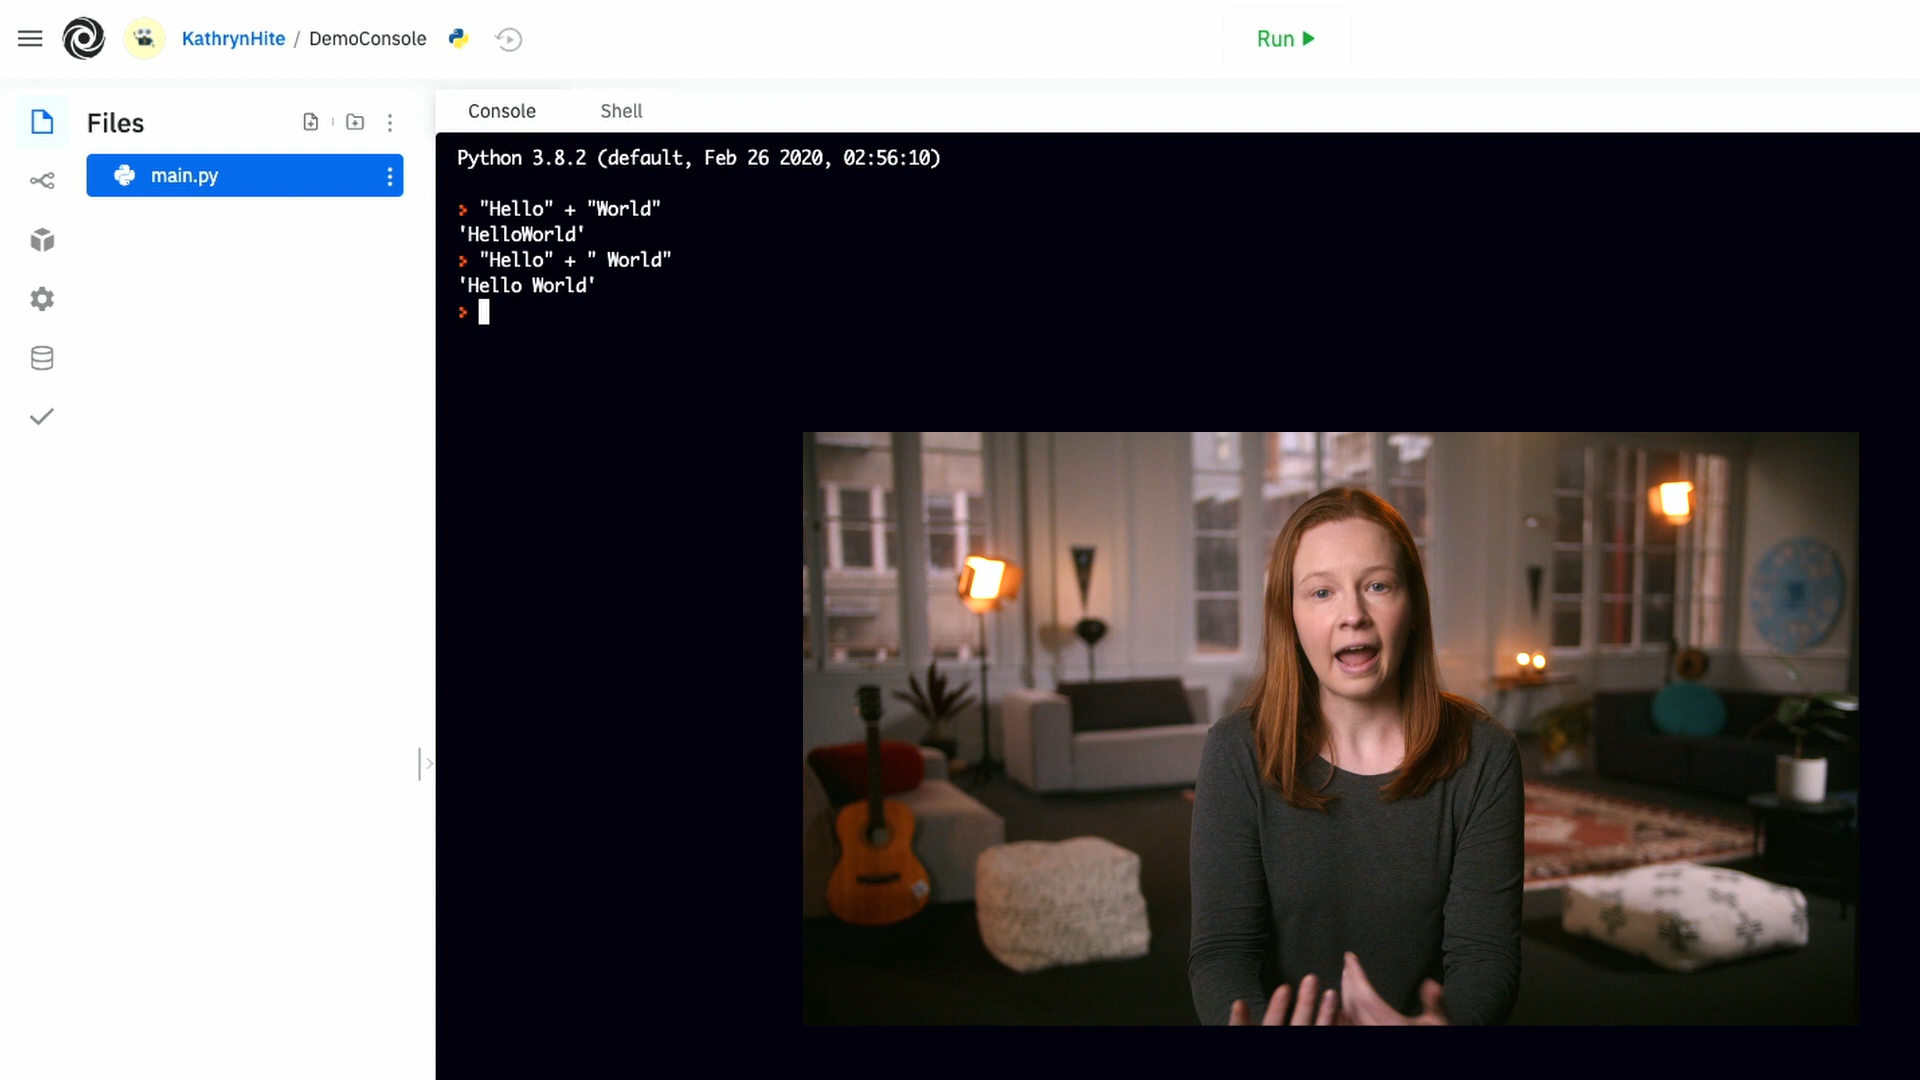 KathrynHite / DemoConsole
Run
Files
main.py
Console
Shell
Python 3.8.2 (default, Feb 26 2020, 02:56:10)
> "Hello" + "World"
'HelloWorld'
> "Hello" + " World"
'Hello World'
>